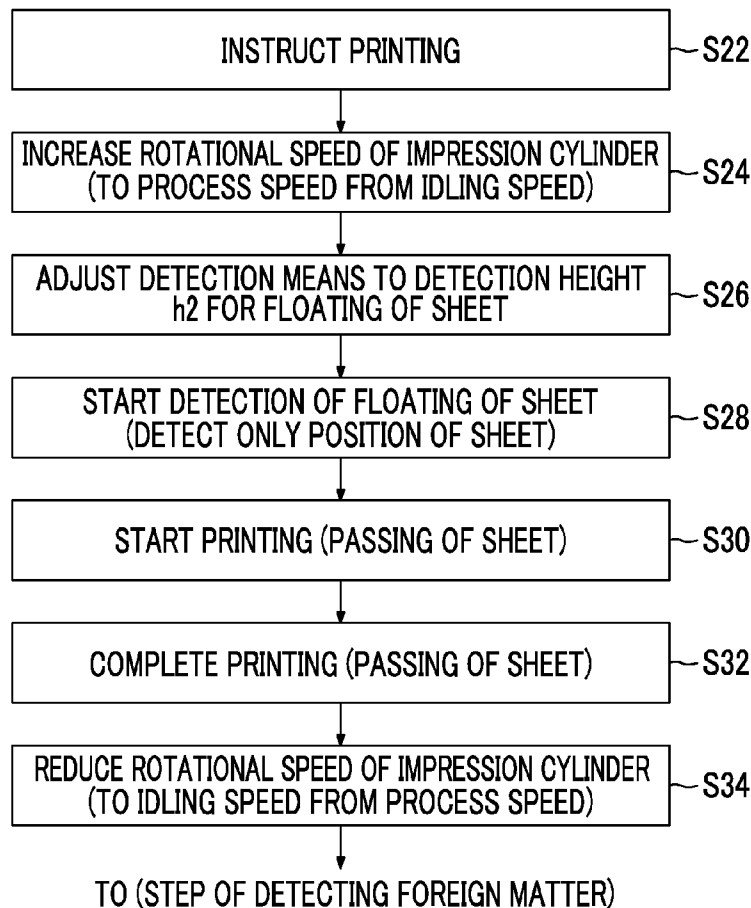 INSTRUCT PRINTING
S22
INCREASE ROTATIONAL SPEED OF IMPRESSION CYLINDER
(TO PROCESS SPEED FROM IDLING SPEED)
S24
ADJUST DETECTION MEANS TO DETECTION HEIGHT
h2 FOR FLOATING OF SHEET
S26
START DETECTION OF FLOATING OF SHEET
(DETECT ONLY POSITION OF SHEET)
S28
START PRINTING (PASSING OF SHEET)
S30
COMPLETE PRINTING (PASSING OF SHEET)
S32
REDUCE ROTATIONAL SPEED OF IMPRESSION CYLINDER
(TO IDLING SPEED FROM PROCESS SPEED)
S34
TO (STEP OF DETECTING FOREIGN MATTER)